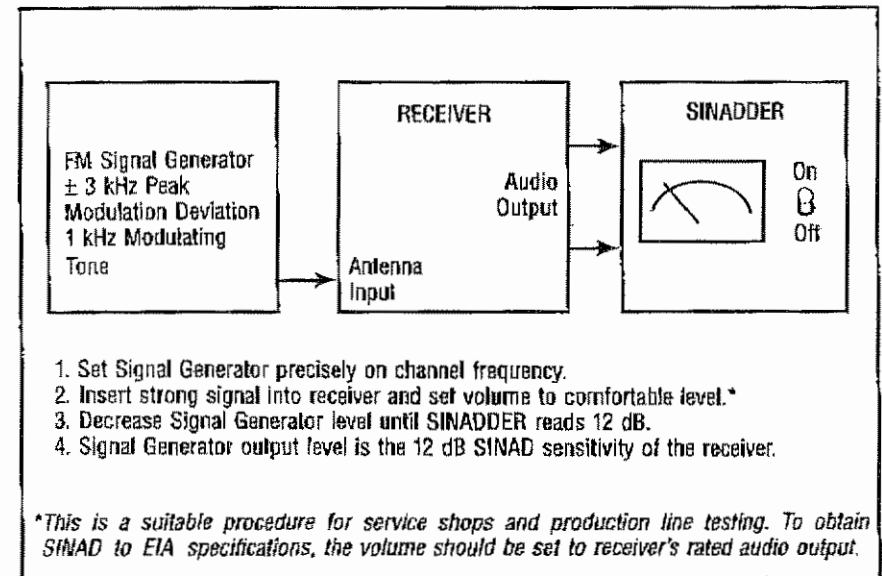 FM Signal Generator
± 3 kHz Peak
Modulation Deviation
1 kHz Modulating
Tone
RECEIVER
Audio
Output
Antenna
Input
SINADDER
On
Off
1. Set Signal Generator precisely on channel frequency.
2. Insert strong signal into receiver and set volume to comfortable level.*
3. Decrease Signal Generator level until SINADDER reads 12 dB.
4. Signal Generator output level is the 12 dB SINAD sensitivity of the receiver.
*This is a suitable procedure for service shops and production line testing. To obtain
SINAD to EIA specifications, the volume should be set to receiver's rated audio output.